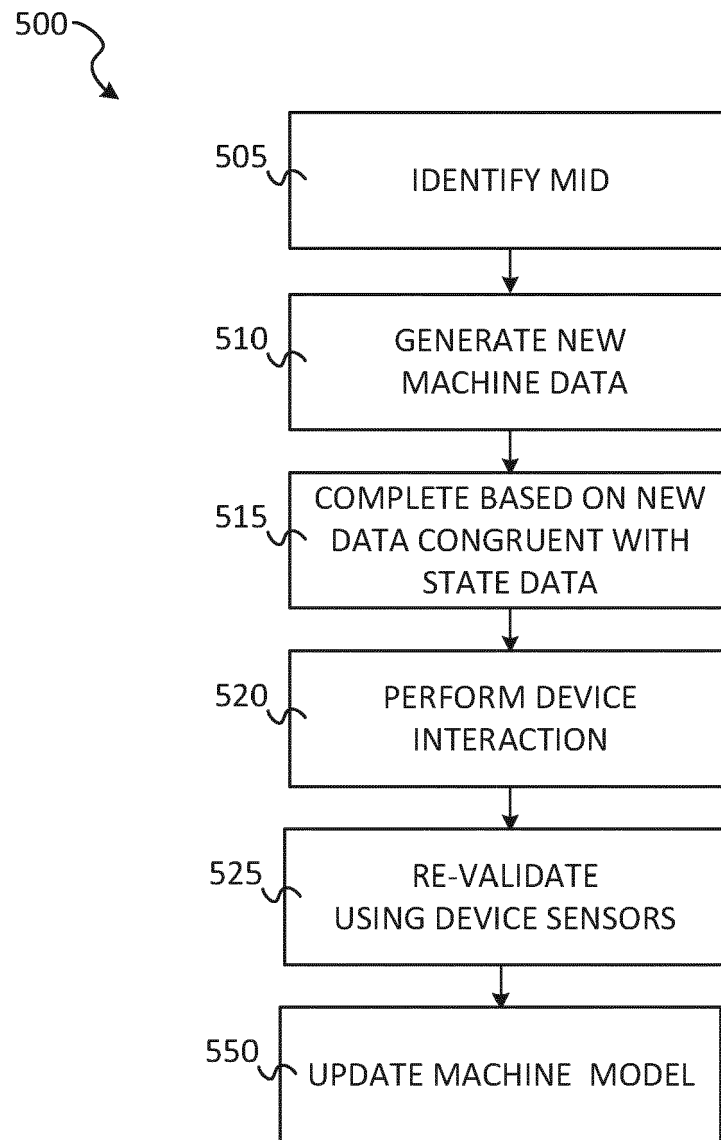 500
505
IDENTIFY MID
510
GENERATE NEW
MACHINE DATA
515
COMPLETE BASED ON NEW
DATA CONGRUENT WITH
STATE DATA
520
PERFORM DEVICE
INTERACTION
525
RE-VALIDATE
USING DEVICE SENSORS
550
UPDATE MACHINE MODEL